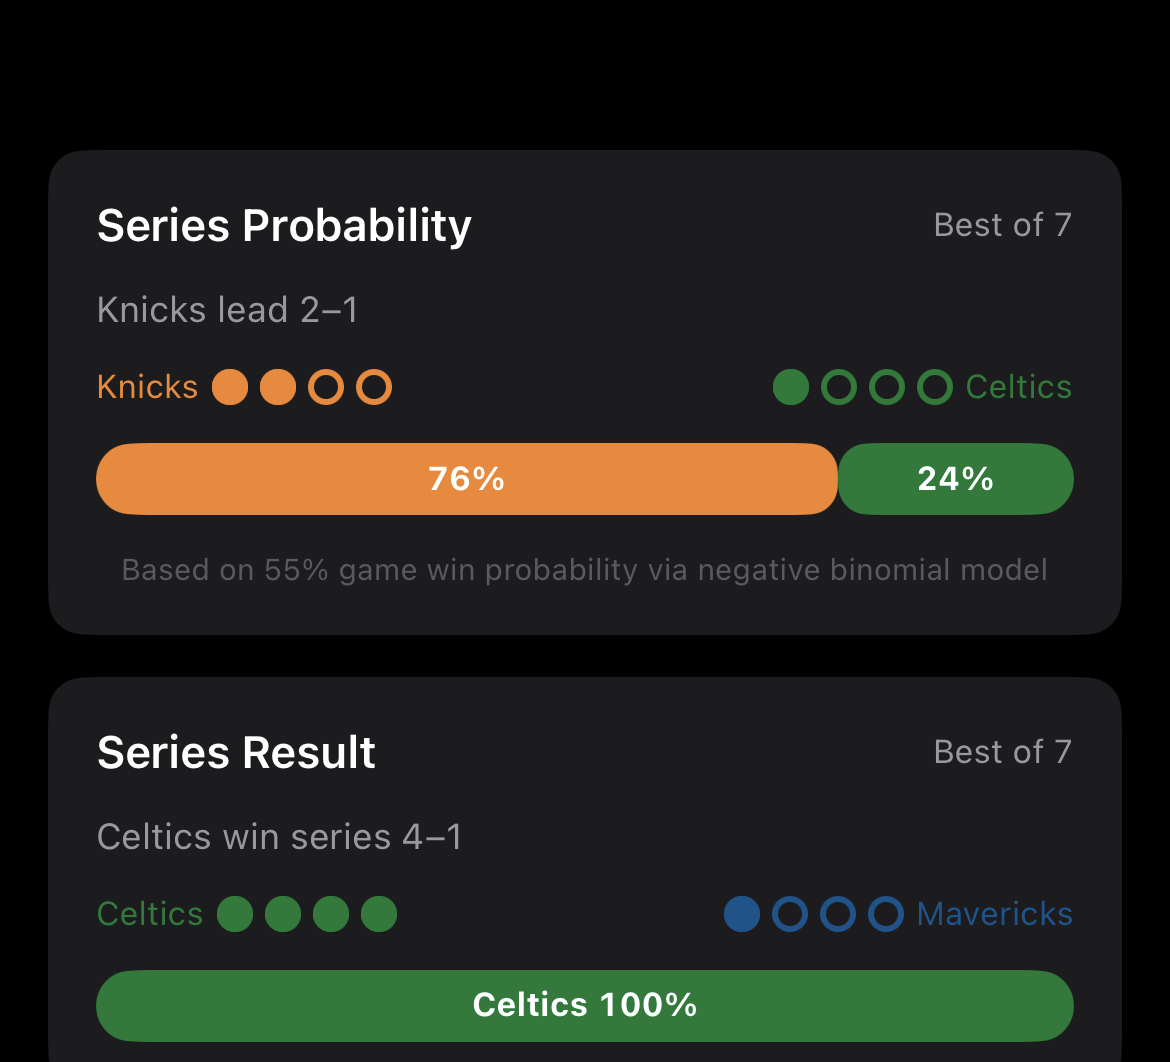 Series Probability
Best of 7
Knicks lead 2–1
Knicks
Celtics
76%
24%
Based on 55% game win probability via negative binomial model
Series Result
Best of 7
Celtics win series 4–1
Celtics
Mavericks
Celtics 100%